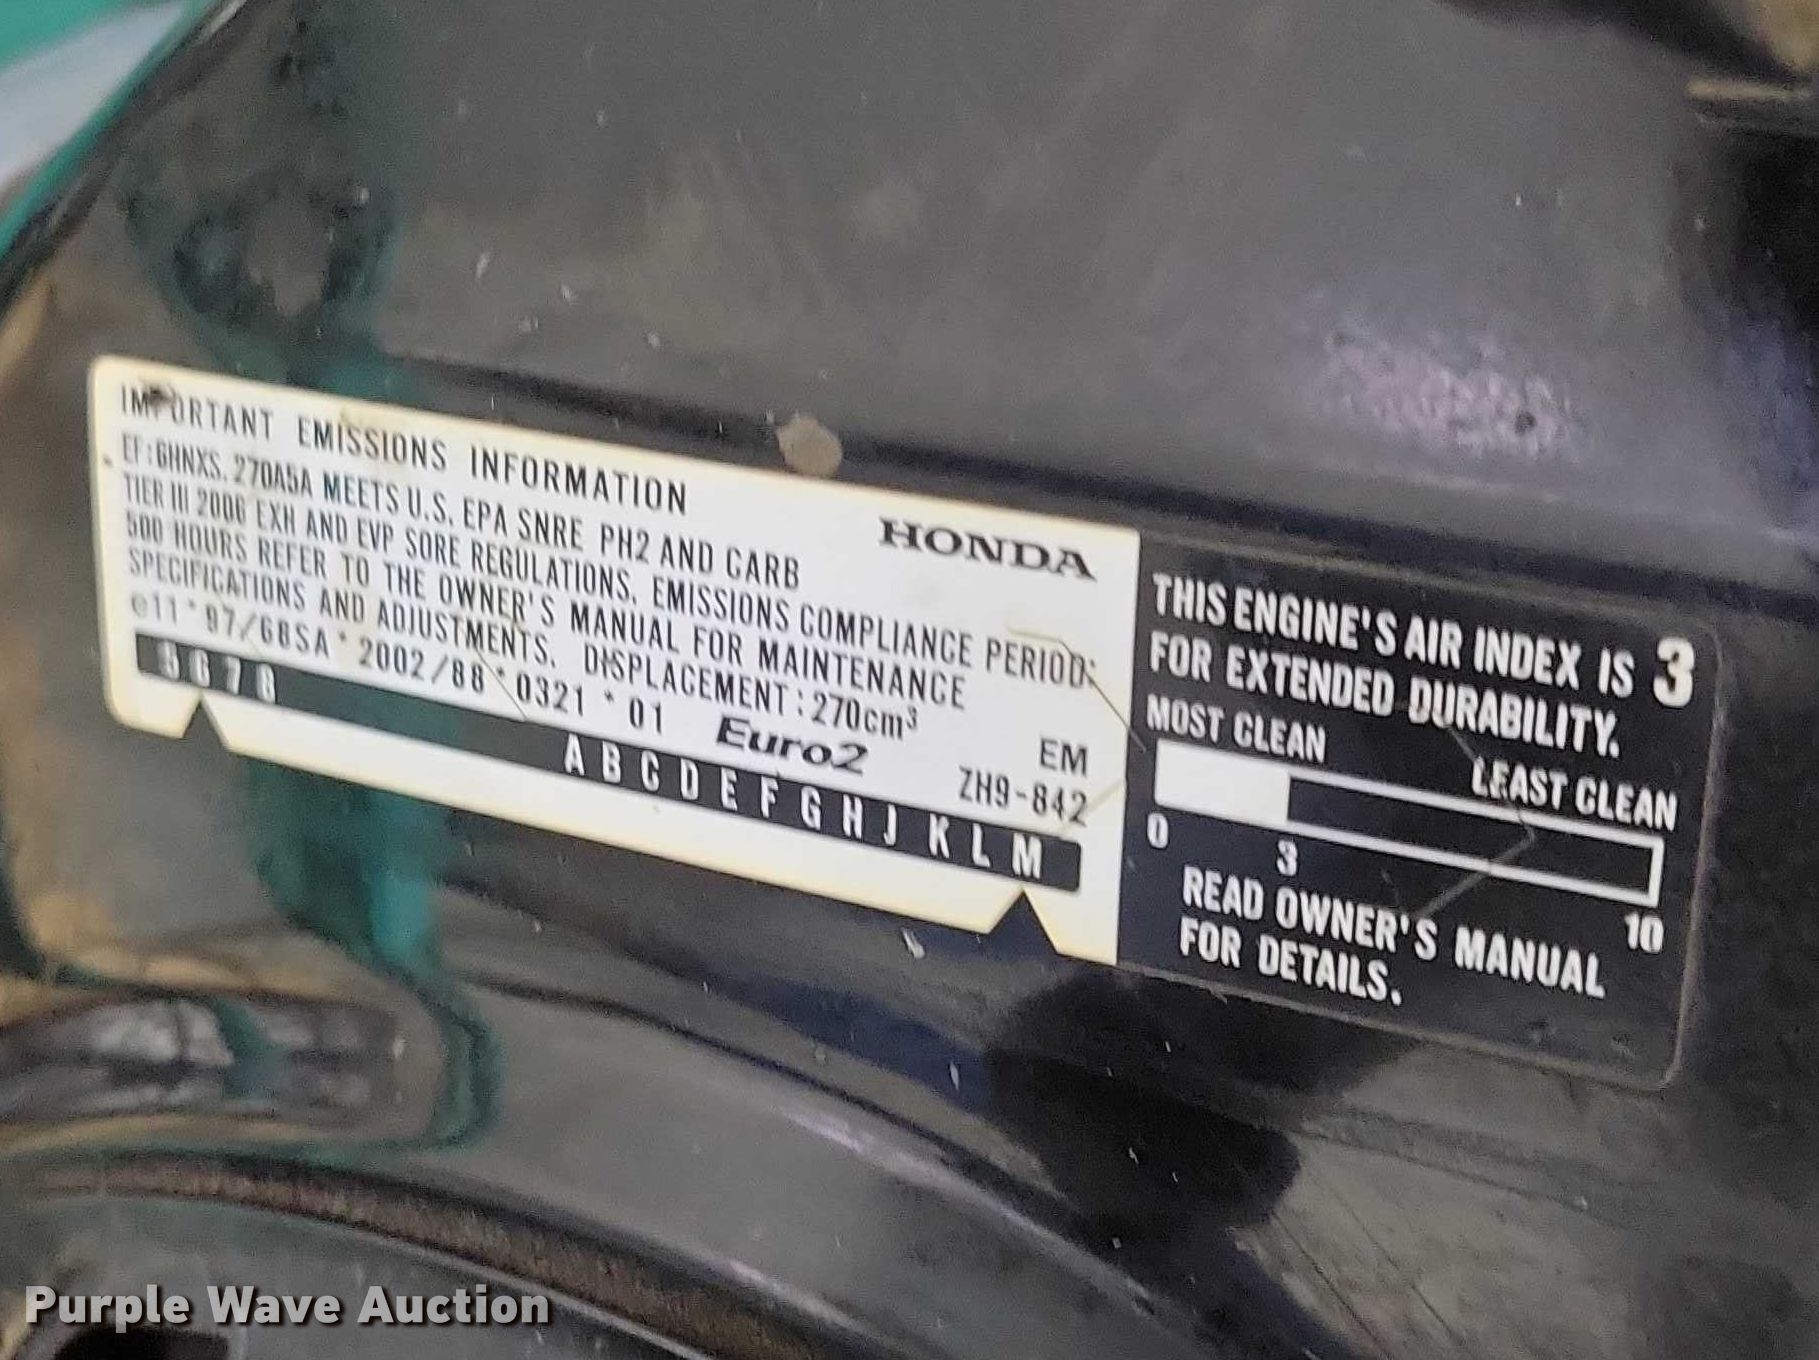 IMPORTANT EMISSIONS INFORMATION
EF:6HNXS.270A5A MEETS U.S. EPA SNRE PH2 AND CARB
TIER III 2006 EXH AND EVP SORE REGULATIONS. EMISSIONS COMPLIANCE PERIOD:
500 HOURS REFER TO THE OWNER'S MANUAL FOR MAINTENANCE
SPECIFICATIONS AND ADJUSTMENTS. DISPLACEMENT:270cm³
e11*97/68SA*2002/88*0321*01 Euro2
HONDA
EM
ZH9-842
5678
ABCDEFGHJKLM
THIS ENGINE'S AIR INDEX IS 3
FOR EXTENDED DURABILITY.
MOST CLEAN
LEAST CLEAN
0 3 10
READ OWNER'S MANUAL
FOR DETAILS.
Purple Wave Auction